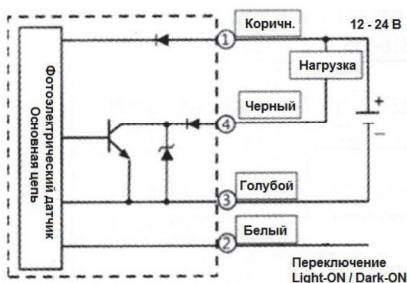 Коричн.
12 - 24 В
1
Нагрузка
Фотоэлектрический датчик
Основная цепь
Черный
4
+
−
Голубой
3
Белый
2
Переключение
Light-ON / Dark-ON